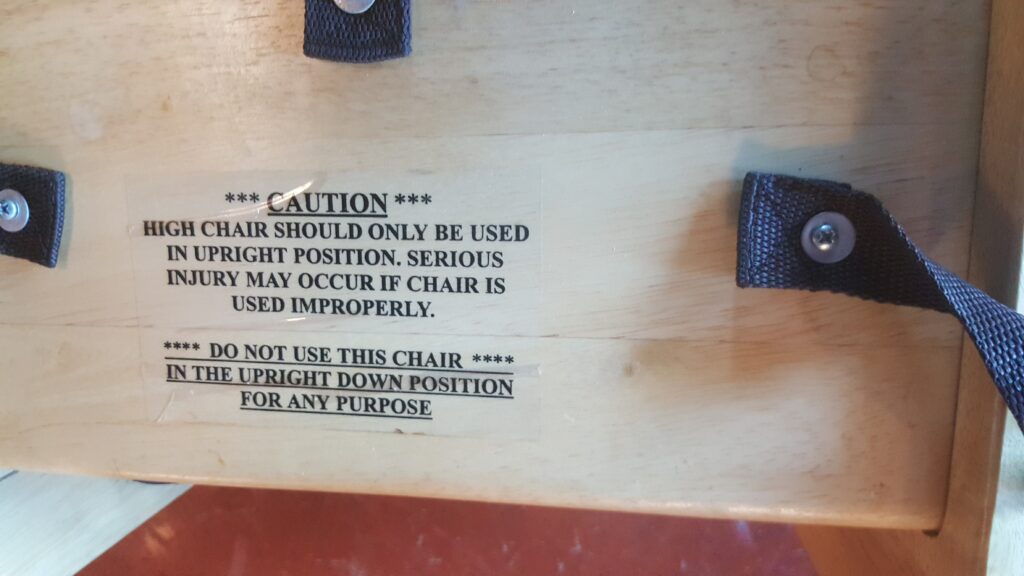 *** CAUTION ***
HIGH CHAIR SHOULD ONLY BE USED
IN UPRIGHT POSITION. SERIOUS
INJURY MAY OCCUR IF CHAIR IS
USED IMPROPERLY.
**** DO NOT USE THIS CHAIR ****
IN THE UPRIGHT DOWN POSITION
FOR ANY PURPOSE